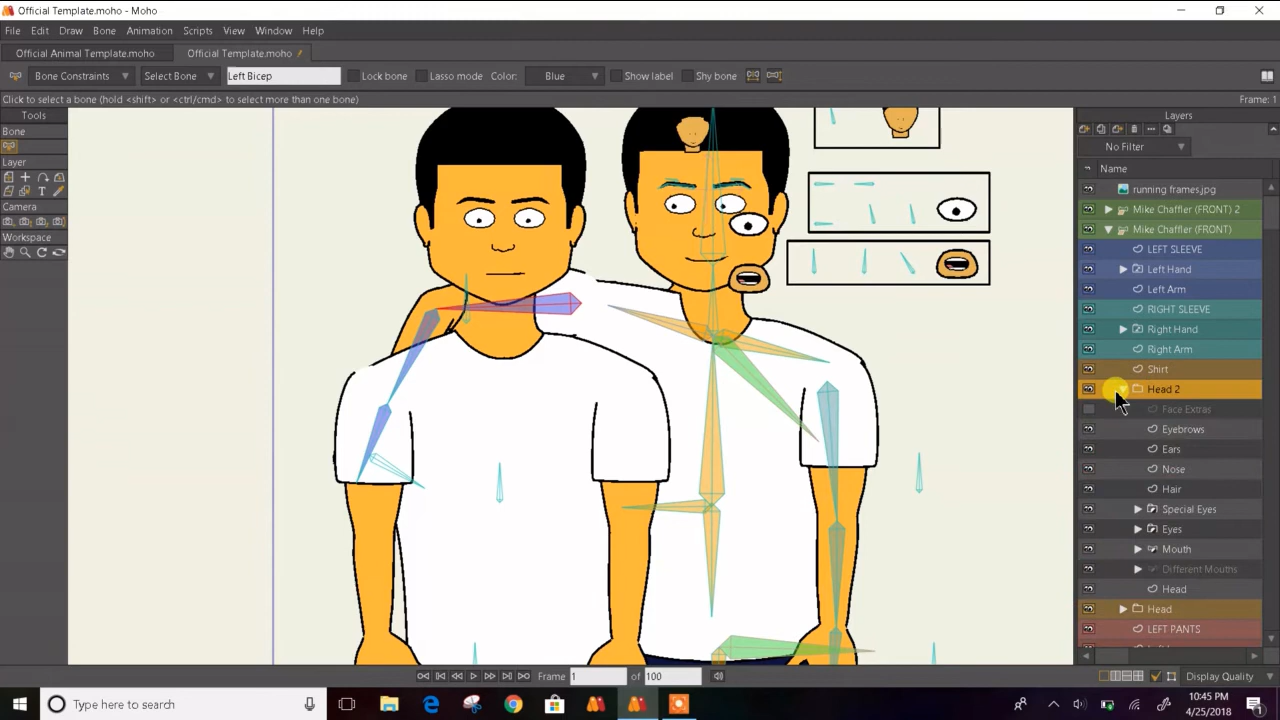 Official Template.moho - Moho
File Edit Draw Bone Animation Scripts View Window Help
Official Animal Template.moho Official Template.moho
Bone Constraints Select Bone Left Bicep Lock bone Lasso mode Color: Blue Show label Shy bone
Click to select a bone (hold <shift> or <ctrl/cmd> to select more than one bone) Frame: 1
Tools
Bone
Layer
Camera
Workspace
Layers
No Filter
Name
running frames.jpg
Mike Chaffler (FRONT) 2
Mike Chaffler (FRONT)
LEFT SLEEVE
Left Hand
Left Arm
RIGHT SLEEVE
Right Hand
Right Arm
Shirt
Head 2
Face Extras
Eyebrows
Ears
Nose
Hair
Special Eyes
Eyes
Mouth
Different Mouths
Head
Head
LEFT PANTS
Frame 1 of 100 Display Quality
Type here to search
10:45 PM
4/25/2018